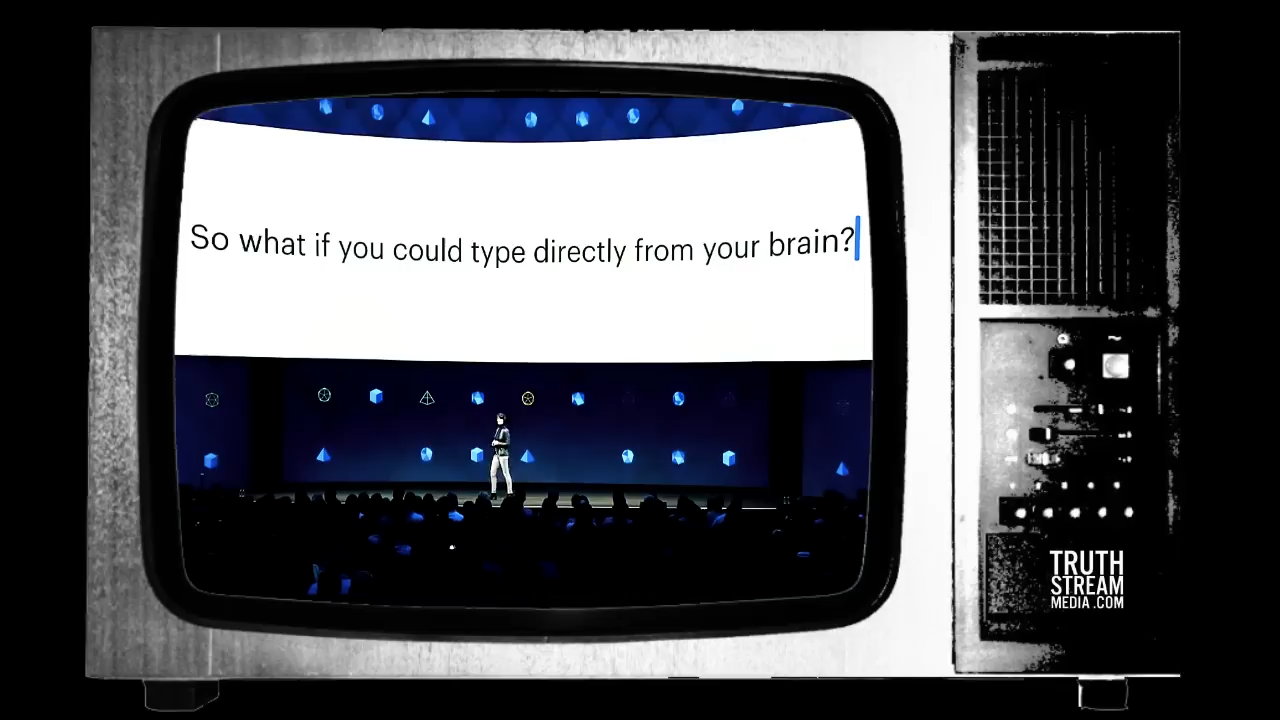 So what if you could type directly from your brain?
TRUTH
STREAM
MEDIA.COM